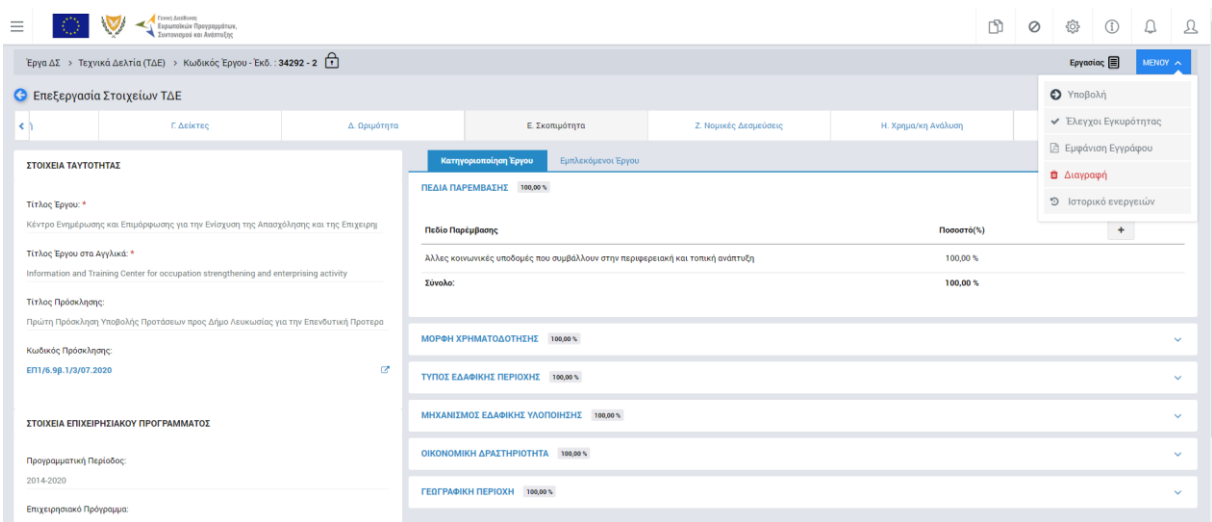 Γενική Διεύθυνση
Ευρωπαϊκών Προγραμμάτων,
Συντονισμού και Ανάπτυξης
Έργα ΔΣ > Τεχνικά Δελτία (ΤΔΕ) > Κωδικός Έργου - Έκδ. : 34292 - 2
Εργασίας
ΜΕΝΟΥ
Επεξεργασία Στοιχείων ΤΔΕ
Γ. Δείκτες
Δ. Ωριμότητα
Ε. Σκοπιμότητα
Ζ. Νομικές Δεσμεύσεις
Η. Χρημα/κη Ανάλυση
Υποβολή
Έλεγχοι Εγκυρότητας
Εμφάνιση Εγγράφου
Διαγραφή
Ιστορικό ενεργειών
ΣΤΟΙΧΕΙΑ ΤΑΥΤΟΤΗΤΑΣ
Τίτλος Έργου: *
Κέντρο Ενημέρωσης και Επιμόρφωσης για την Ενίσχυση της Απασχόλησης και της Επιχειρη
Τίτλος Έργου στα Αγγλικά: *
Information and Training Center for occupation strengthening and enterprising activity
Τίτλος Πρόσκλησης:
Πρώτη Πρόσκληση Υποβολής Προτάσεων προς Δήμο Λευκωσίας για την Επενδυτική Προτερα
Κωδικός Πρόσκλησης:
ΕΠ1/6.9β.1/3/07.2020
ΣΤΟΙΧΕΙΑ ΕΠΙΧΕΙΡΗΣΙΑΚΟΥ ΠΡΟΓΡΑΜΜΑΤΟΣ
Προγραμματική Περίοδος:
2014-2020
Επιχειρησιακό Πρόγραμμα:
Κατηγοριοποίηση Έργου
Εμπλεκόμενοι Έργου
ΠΕΔΙΑ ΠΑΡΕΜΒΑΣΗΣ 100,00 %
Πεδίο Παρέμβασης Ποσοστό(%) +
Άλλες κοινωνικές υποδομές που συμβάλλουν στην περιφερειακή και τοπική ανάπτυξη 100,00 %
Σύνολο: 100,00 %
ΜΟΡΦΗ ΧΡΗΜΑΤΟΔΟΤΗΣΗΣ 100,00 %
ΤΥΠΟΣ ΕΔΑΦΙΚΗΣ ΠΕΡΙΟΧΗΣ 100,00 %
ΜΗΧΑΝΙΣΜΟΣ ΕΔΑΦΙΚΗΣ ΥΛΟΠΟΙΗΣΗΣ 100,00 %
ΟΙΚΟΝΟΜΙΚΗ ΔΡΑΣΤΗΡΙΟΤΗΤΑ 100,00 %
ΓΕΩΓΡΑΦΙΚΗ ΠΕΡΙΟΧΗ 100,00 %